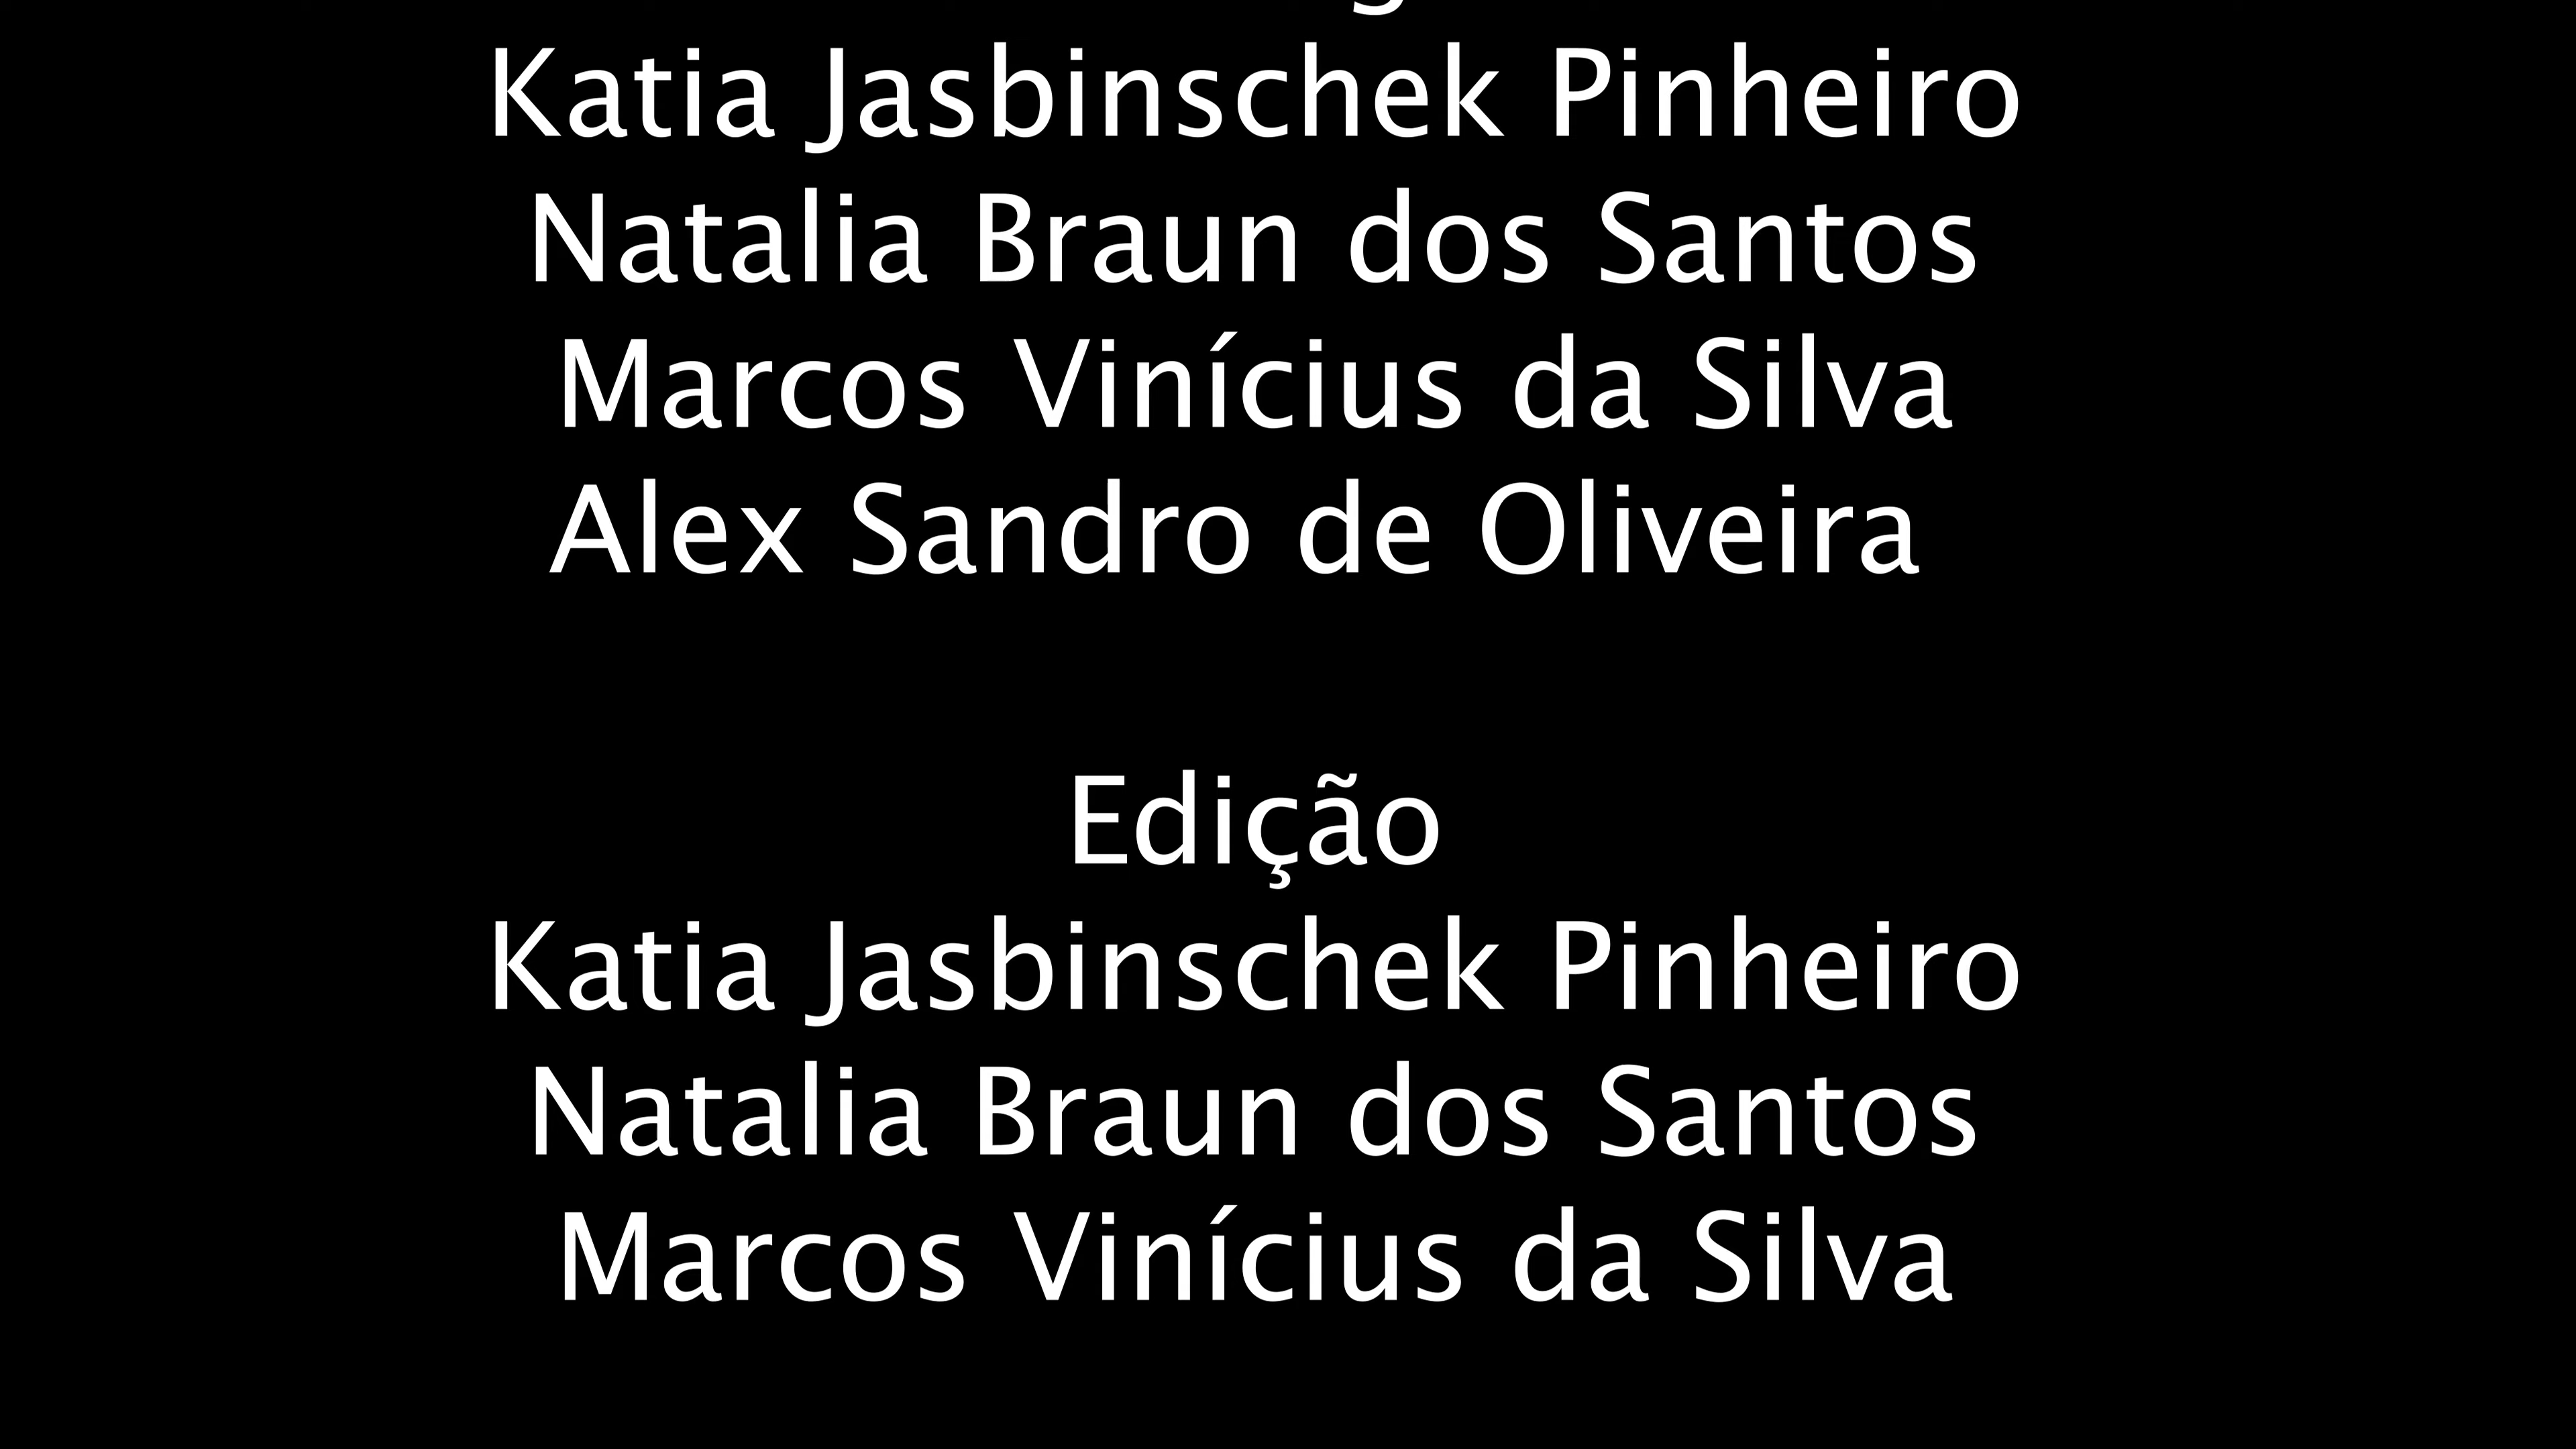 Katia Jasbinschek Pinheiro
Natalia Braun dos Santos
Marcos Vinícius da Silva
Alex Sandro de Oliveira
Edição
Katia Jasbinschek Pinheiro
Natalia Braun dos Santos
Marcos Vinícius da Silva